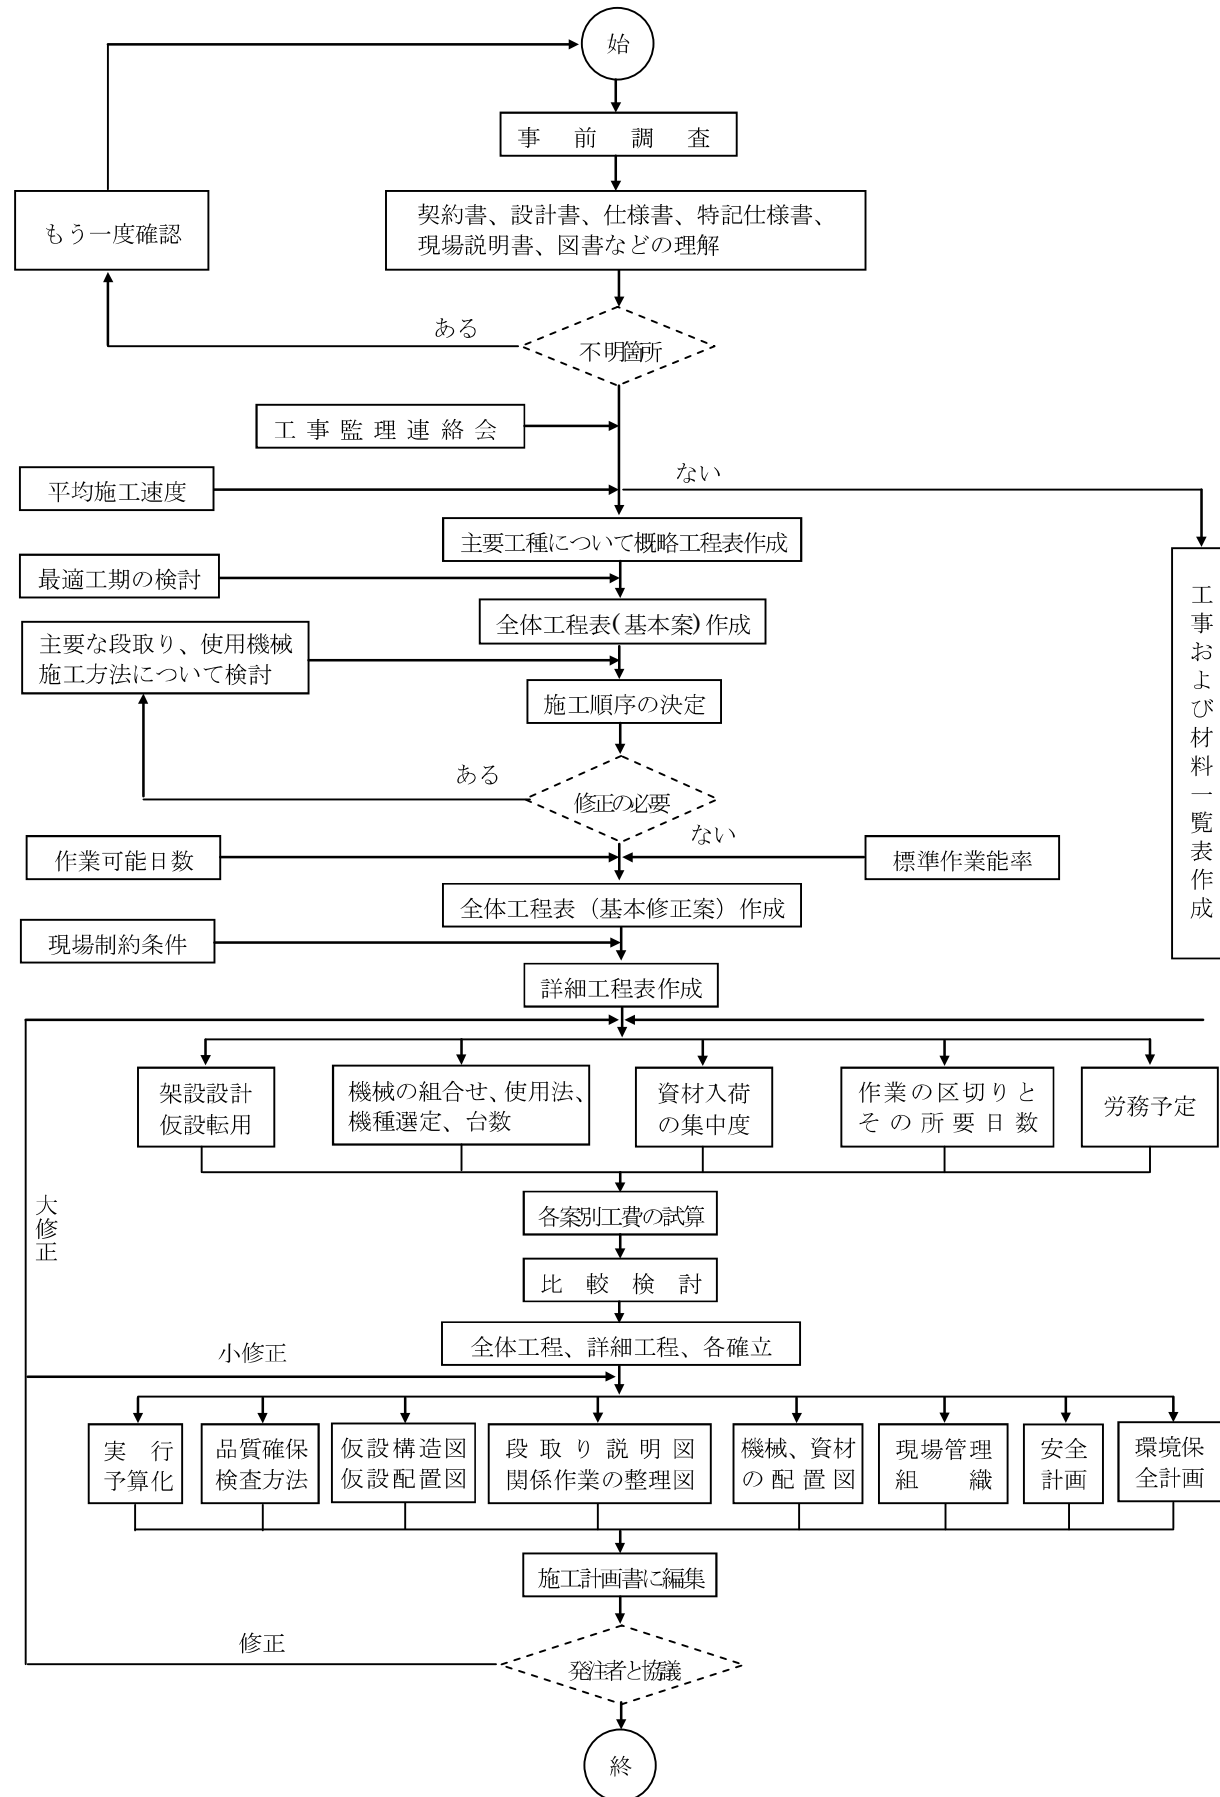 始
事前調査
契約書、設計書、仕様書、特記仕様書、
現場説明書、図書などの理解
もう一度確認
ある
不明箇所
工事監理連絡会
平均施工速度
ない
主要工種について概略工程表作成
最適工期の検討
工事および材料一覧表作成
全体工程表(基本案)作成
主要な段取り、使用機械
施工方法について検討
施工順序の決定
ある
修正の必要
ない
作業可能日数
標準作業能率
全体工程表（基本修正案）作成
現場制約条件
詳細工程表作成
架設設計
仮設転用
機械の組合せ、使用法、
機種選定、台数
資材入荷
の集中度
作業の区切りと
その所要日数
労務予定
大修正
各案別工費の試算
比較検討
全体工程、詳細工程、各確立
小修正
実行
予算化
品質確保
検査方法
仮設構造図
仮設配置図
段取り説明図
関係作業の整理図
機械、資材
の配置図
現場管理
組織
安全
計画
環境保
全計画
施工計画書に編集
修正
発注者と協議
終